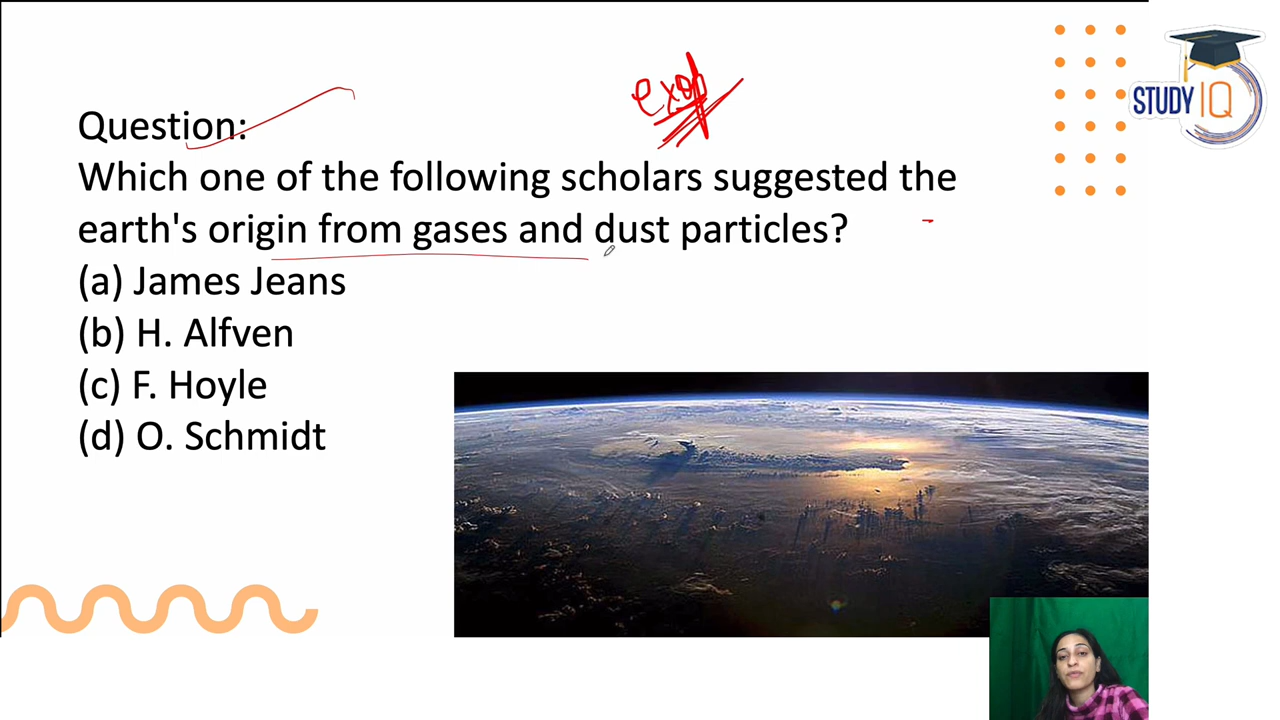 exop
Question:
Which one of the following scholars suggested the
earth's origin from gases and dust particles?
(a) James Jeans
(b) H. Alfven
(c) F. Hoyle
(d) O. Schmidt
STUDY IQ